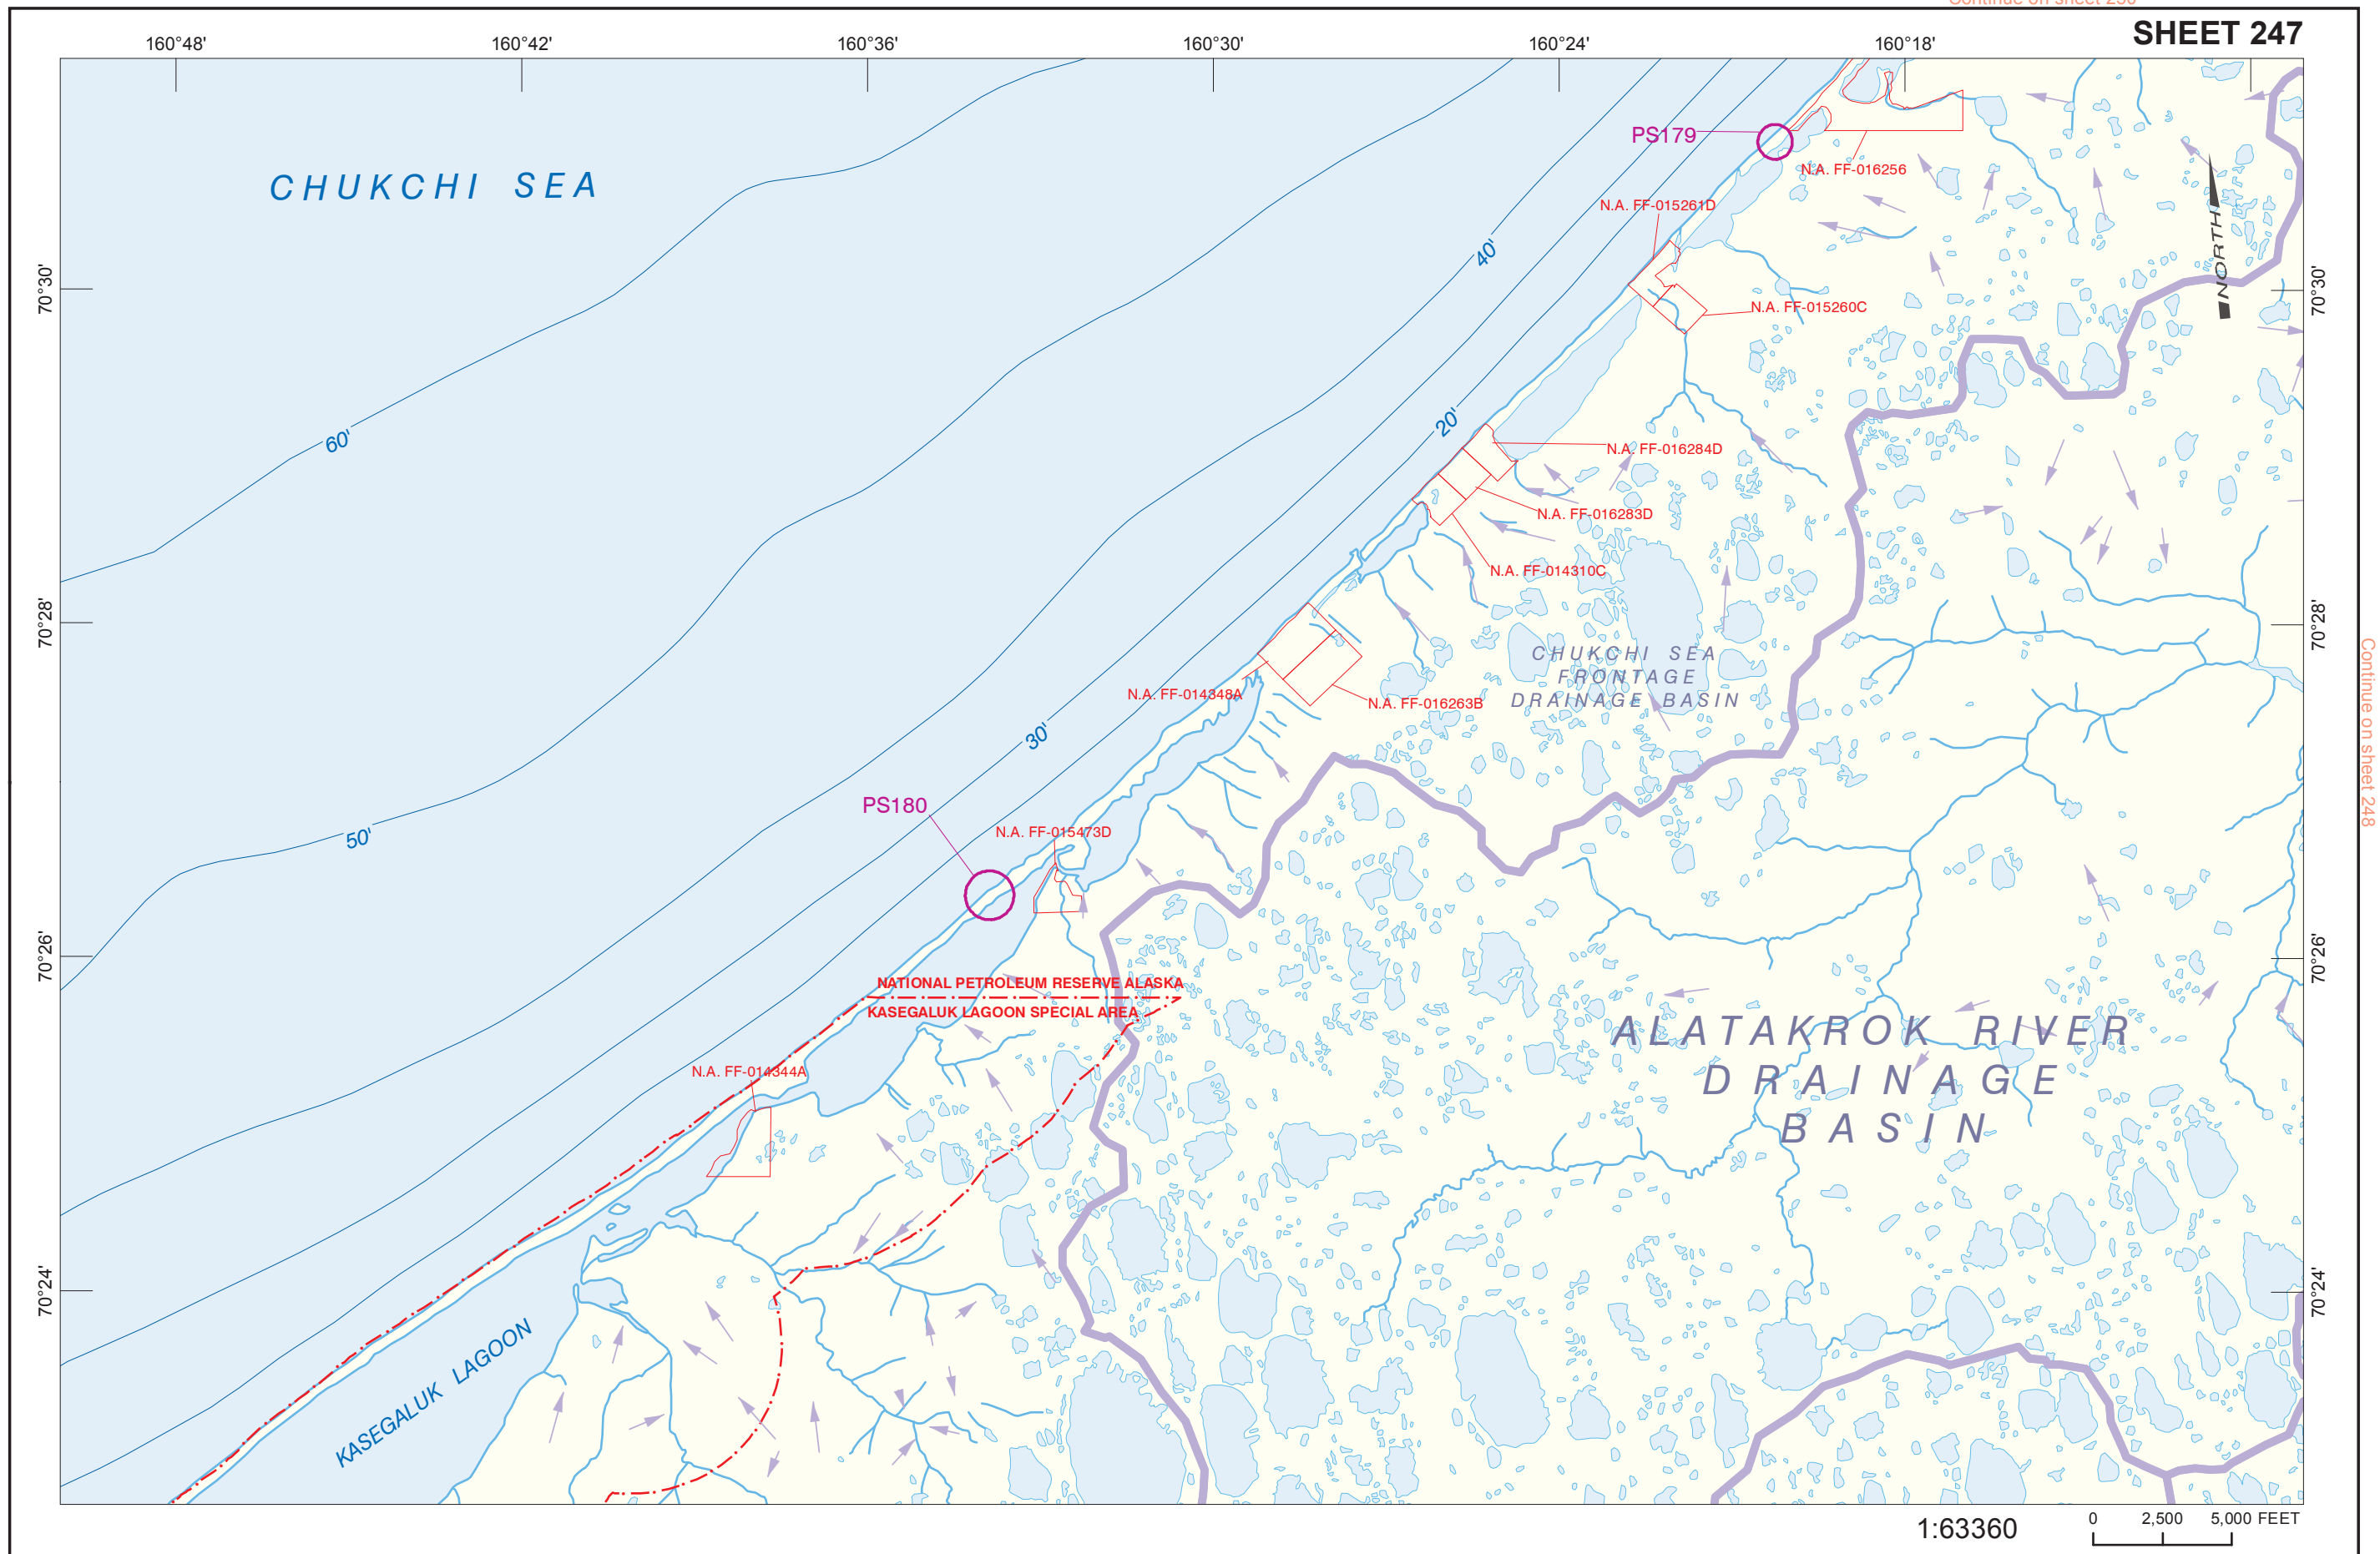 Continue on sheet 250
SHEET 247
160°48'
160°42'
160°36'
160°30'
160°24'
160°18'
CHUKCHI SEA
PS179
N.A. FF-016256
N.A. FF-015261D
NORTH
40'
70°30'
70°30'
N.A. FF-015260C
60'
20'
N.A. FF-016284D
N.A. FF-016283D
N.A. FF-014310C
70°28'
70°28'
CHUKCHI SEA
FRONTAGE
DRAINAGE BASIN
N.A. FF-014348A
N.A. FF-016263B
Continue on sheet 248
30'
PS180
N.A. FF-015473D
50'
70°26'
70°26'
NATIONAL PETROLEUM RESERVE ALASKA
KASEGALUK LAGOON SPECIAL AREA
ALATAKROK RIVER
DRAINAGE
BASIN
N.A. FF-014344A
70°24'
70°24'
KASEGALUK LAGOON
1:63360
0 2,500 5,000 FEET